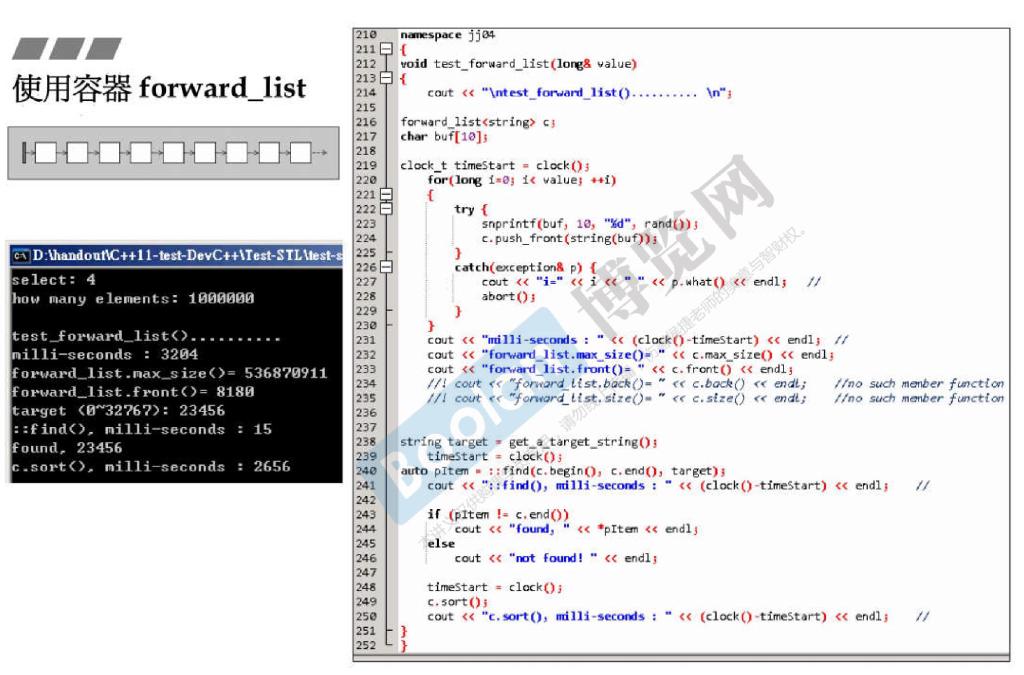 使用容器 forward_list
D:\handout\C++11-test-DevC++\Test-STL\test-s
select: 4
how many elements: 1000000
test_forward_list()..........
milli-seconds : 3204
forward_list.max_size()= 536870911
forward_list.front()= 8180
target (0~32767): 23456
::find(), milli-seconds : 15
found, 23456
c.sort(), milli-seconds : 2656
210 namespace jj04
211 {
212 void test_forward_list(long& value)
213 {
214 cout << "\ntest_forward_list().......... \n";
215
216 forward_list<string> c;
217 char buf[10];
218
219 clock_t timeStart = clock();
220 for(long i=0; i< value; ++i)
221 {
222 try {
223 snprintf(buf, 10, "%d", rand());
224 c.push_front(string(buf));
225 }
226 catch(exception& p) {
227 cout << "i=" << i << " " << p.what() << endl; //
228 abort();
229 }
230 }
231 cout << "milli-seconds : " << (clock()-timeStart) << endl; //
232 cout << "forward_list.max_size()= " << c.max_size() << endl;
233 cout << "forward_list.front()= " << c.front() << endl;
234 //! cout << "forward_list.back()= " << c.back() << endl; //no such member function
235 //! cout << "forward_list.size()= " << c.size() << endl; //no such member function
236
237
238 string target = get_a_target_string();
239 timeStart = clock();
240 auto pItem = ::find(c.begin(), c.end(), target);
241 cout << "::find(), milli-seconds : " << (clock()-timeStart) << endl; //
242
243 if (pItem != c.end())
244 cout << "found, " << *pItem << endl;
245 else
246 cout << "not found! " << endl;
247
248 timeStart = clock();
249 c.sort();
250 cout << "c.sort(), milli-seconds : " << (clock()-timeStart) << endl; //
251 }
252 }
博览网